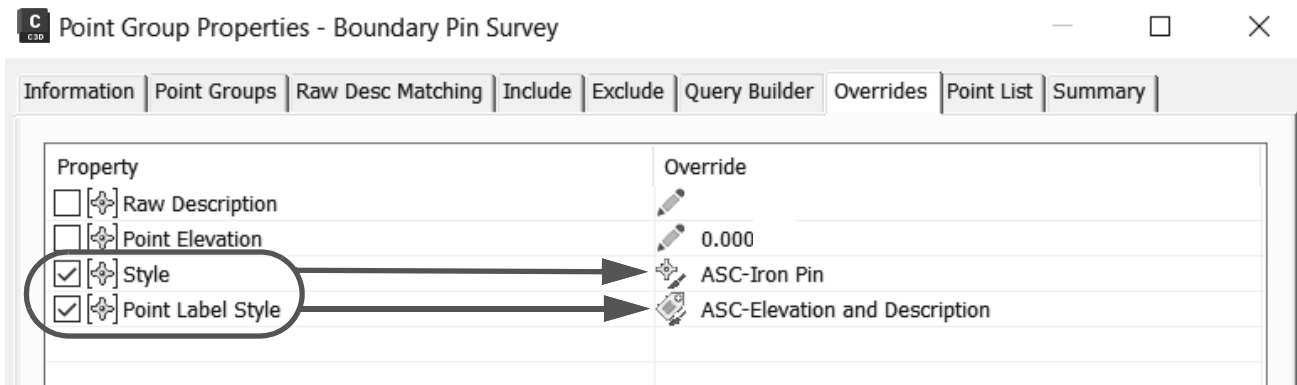 C C3D Point Group Properties - Boundary Pin Survey
Information Point Groups Raw Desc Matching Include Exclude Query Builder Overrides Point List Summary
Property Override
Raw Description
Point Elevation 0.000
Style ASC-Iron Pin
Point Label Style ASC-Elevation and Description